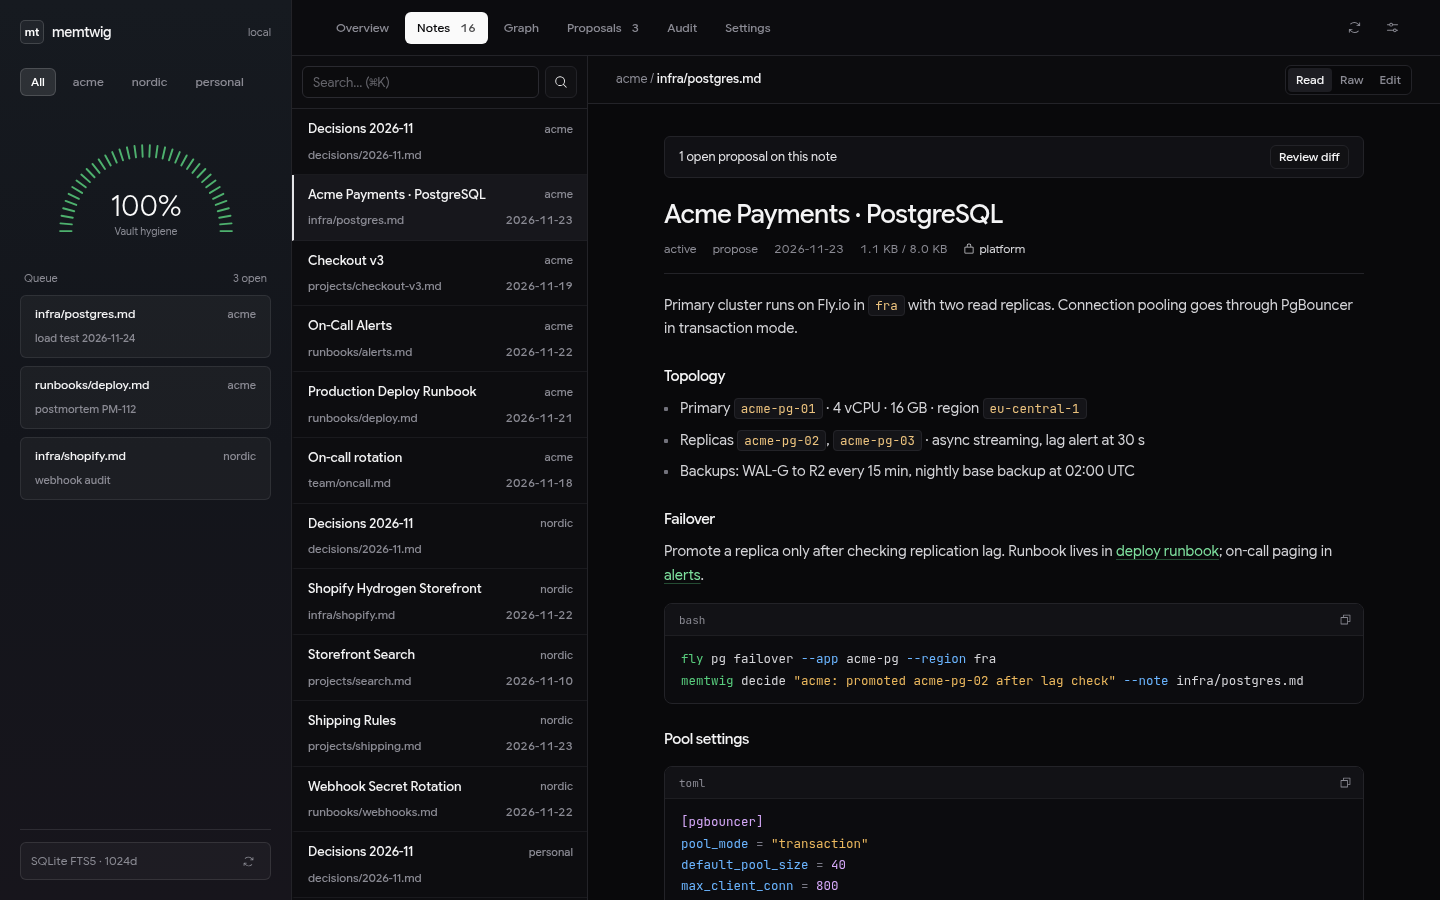 mt memtwig local
All acme nordic personal
100%
Vault hygiene
Queue 3 open
infra/postgres.md acme
load test 2026-11-24
runbooks/deploy.md acme
postmortem PM-112
infra/shopify.md nordic
webhook audit
SQLite FTS5 · 1024d
Overview Notes 16 Graph Proposals 3 Audit Settings
Search... (⌘K)
Decisions 2026-11 acme
decisions/2026-11.md
Acme Payments · PostgreSQL acme
infra/postgres.md 2026-11-23
Checkout v3 acme
projects/checkout-v3.md 2026-11-19
On-Call Alerts acme
runbooks/alerts.md 2026-11-22
Production Deploy Runbook acme
runbooks/deploy.md 2026-11-21
On-call rotation acme
team/oncall.md 2026-11-18
Decisions 2026-11 nordic
decisions/2026-11.md
Shopify Hydrogen Storefront nordic
infra/shopify.md 2026-11-22
Storefront Search nordic
projects/search.md 2026-11-10
Shipping Rules nordic
projects/shipping.md 2026-11-23
Webhook Secret Rotation nordic
runbooks/webhooks.md 2026-11-22
Decisions 2026-11 personal
decisions/2026-11.md
acme / infra/postgres.md Read Raw Edit
1 open proposal on this note Review diff
Acme Payments · PostgreSQL
active propose 2026-11-23 1.1 KB / 8.0 KB platform
Primary cluster runs on Fly.io in fra with two read replicas. Connection pooling goes through PgBouncer
in transaction mode.
Topology
Primary acme-pg-01 · 4 vCPU · 16 GB · region eu-central-1
Replicas acme-pg-02, acme-pg-03 · async streaming, lag alert at 30 s
Backups: WAL-G to R2 every 15 min, nightly base backup at 02:00 UTC
Failover
Promote a replica only after checking replication lag. Runbook lives in deploy runbook; on-call paging in
alerts.
bash
fly pg failover --app acme-pg --region fra
memtwig decide "acme: promoted acme-pg-02 after lag check" --note infra/postgres.md
Pool settings
toml
[pgbouncer]
pool_mode = "transaction"
default_pool_size = 40
max_client_conn = 800